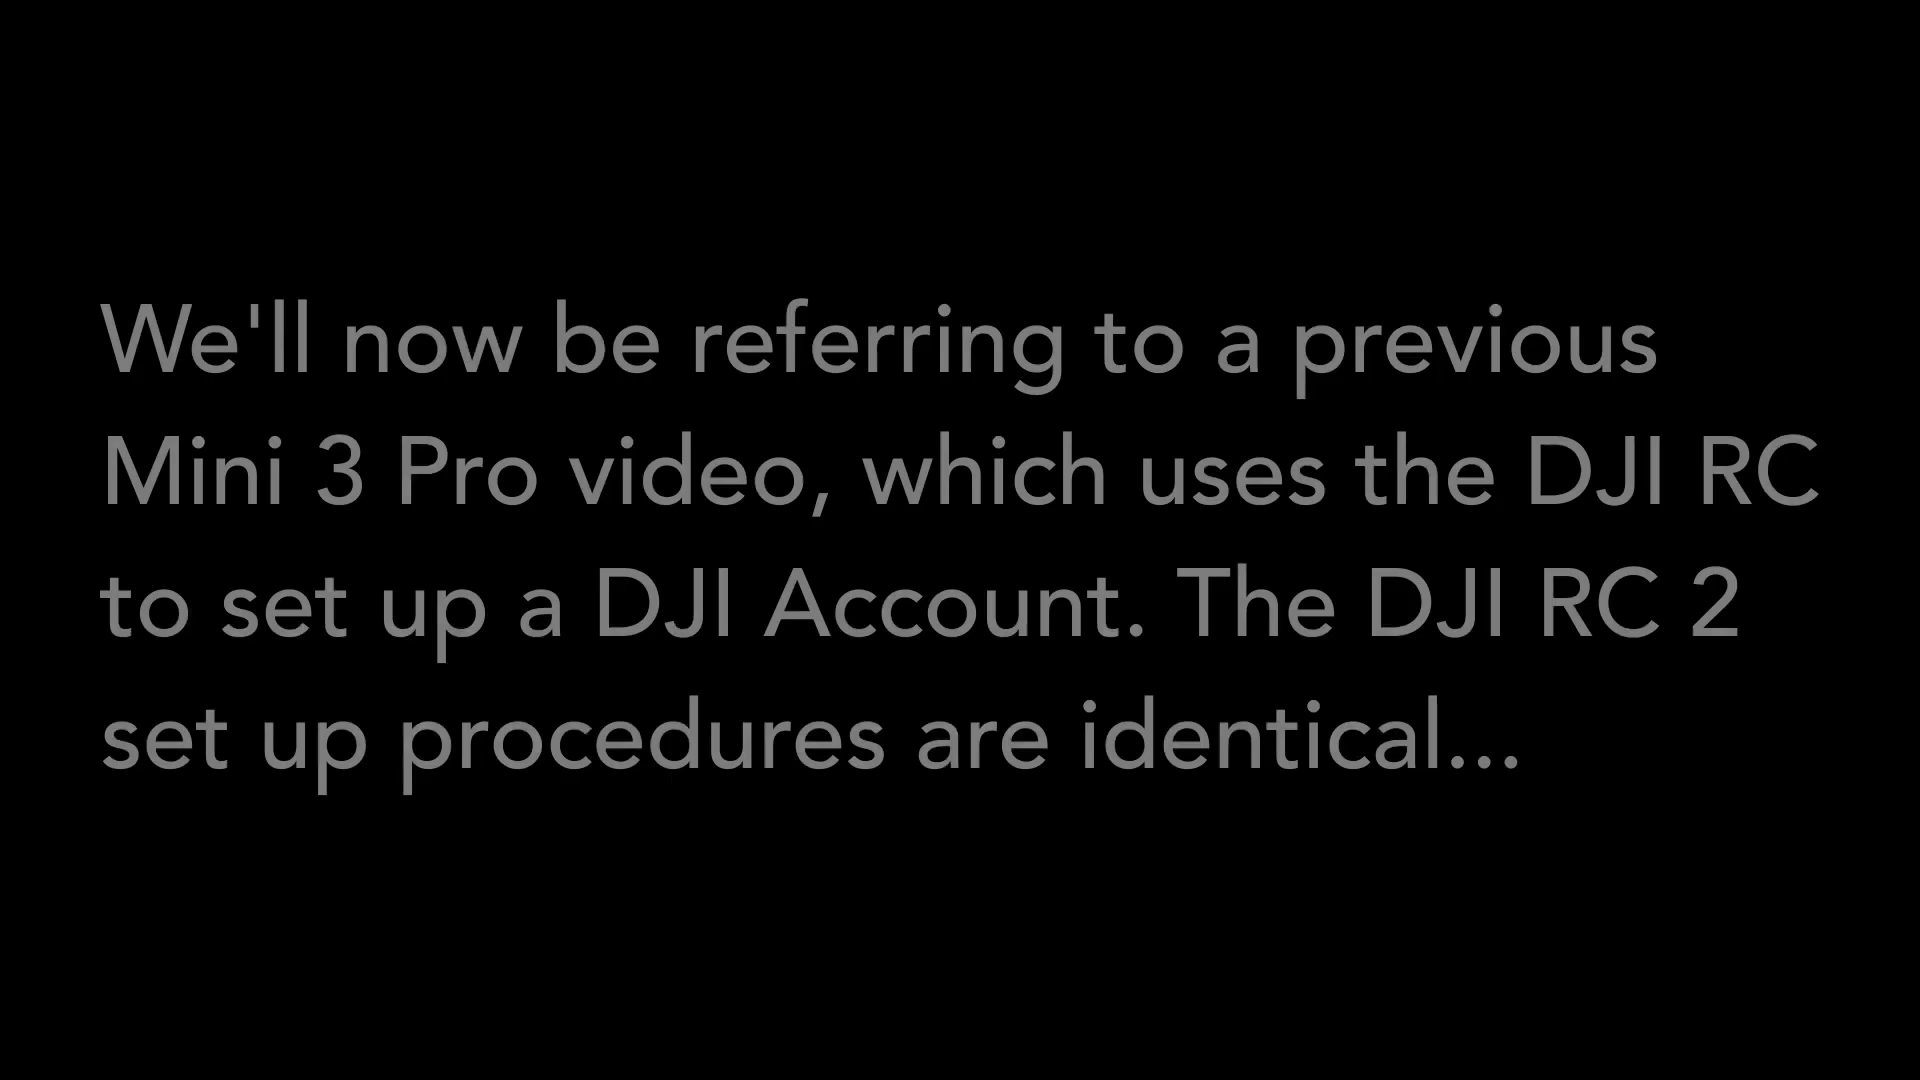 We'll now be referring to a previous
Mini 3 Pro video, which uses the DJI RC
to set up a DJI Account. The DJI RC 2
set up procedures are identical...